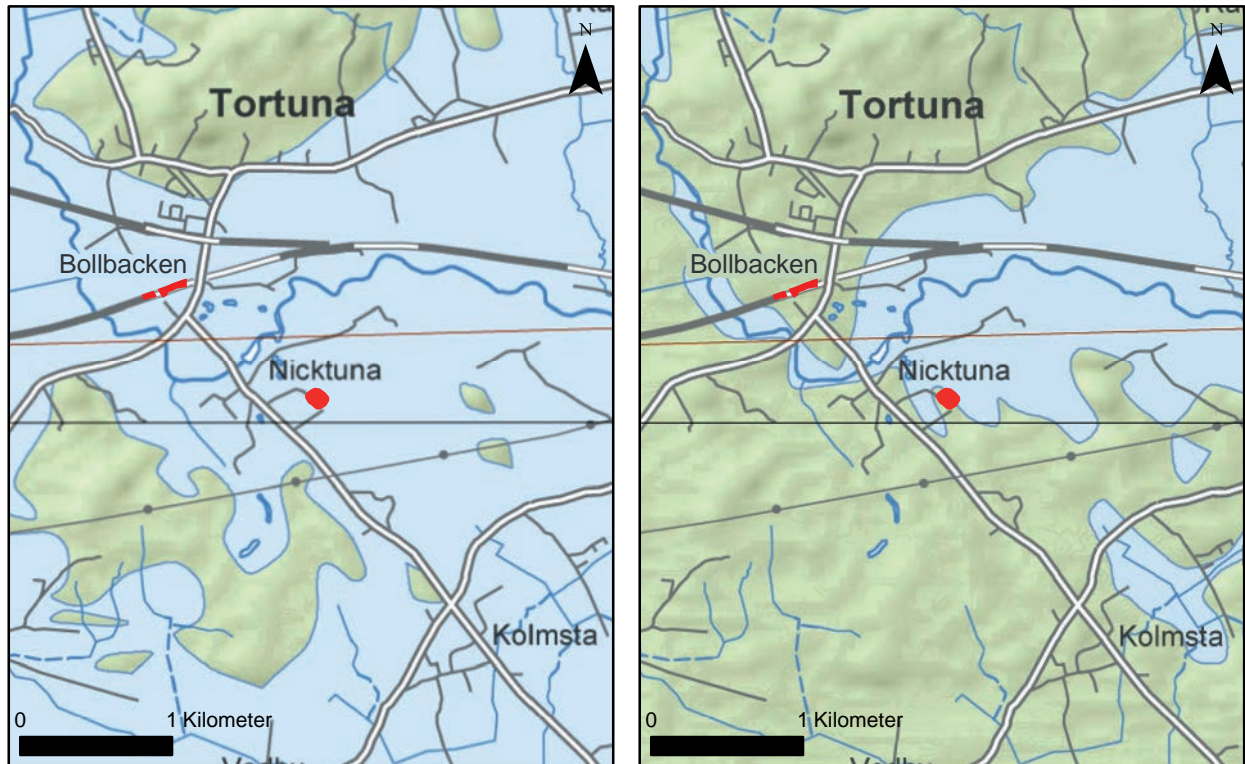 N
Tortuna
Bollbacken
Nicktuna
Kolmsta
0
1 Kilometer
N
Tortuna
Bollbacken
Nicktuna
Kolmsta
0
1 Kilometer